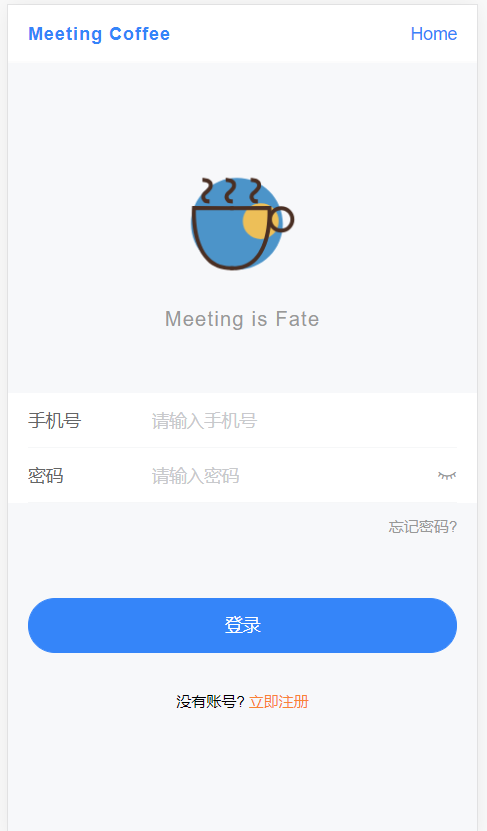 Meeting Coffee Home
Meeting is Fate
手机号 请输入手机号
密码 请输入密码
忘记密码?
登录
没有账号? 立即注册